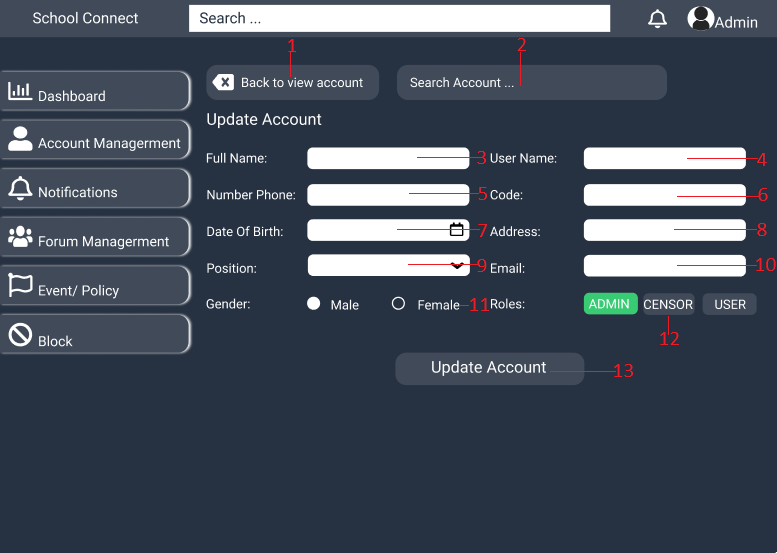 School Connect
Search ...
Admin
1
2
Dashboard
Back to view account
Search Account ...
Account Managerment
Update Account
Full Name:
3
User Name:
4
Notifications
Number Phone:
5
Code:
6
Forum Managerment
Date Of Birth:
7
Address:
8
Position:
9
Email:
10
Event/ Policy
Gender:
Male
Female
11
Roles:
ADMIN
CENSOR
USER
12
Block
Update Account
13